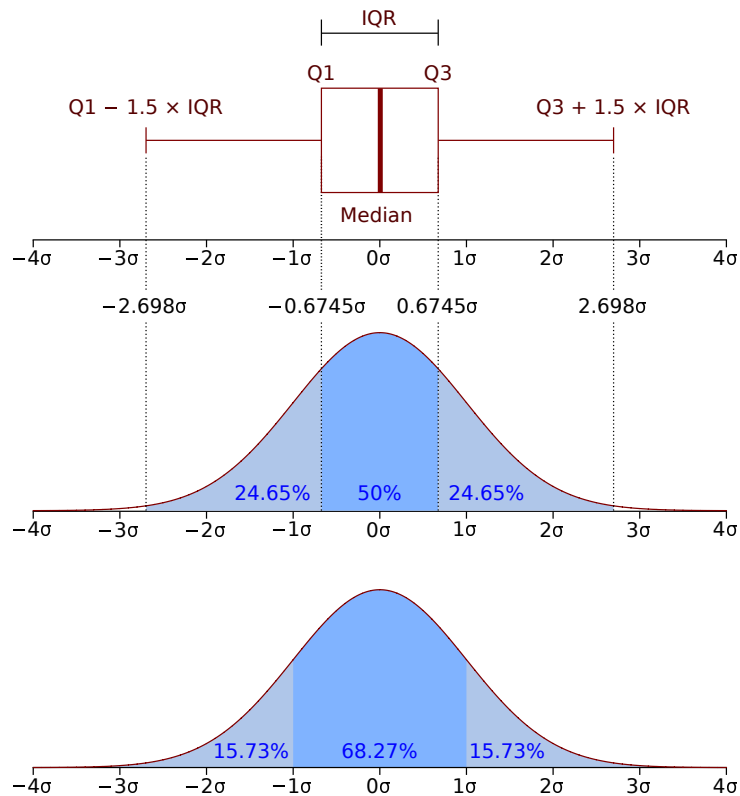 IQR
Q1 Q3
Q1 − 1.5 × IQR Q3 + 1.5 × IQR
Median
−4σ −3σ −2σ −1σ 0σ 1σ 2σ 3σ 4σ
−2.698σ −0.6745σ 0.6745σ 2.698σ
24.65% 50% 24.65%
−4σ −3σ −2σ −1σ 0σ 1σ 2σ 3σ 4σ
15.73% 68.27% 15.73%
−4σ −3σ −2σ −1σ 0σ 1σ 2σ 3σ 4σ